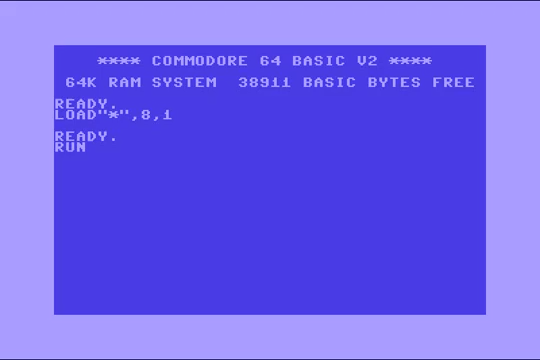 **** COMMODORE 64 BASIC V2 ****
64K RAM SYSTEM  38911 BASIC BYTES FREE
READY.
LOAD"*",8,1
READY.
RUN